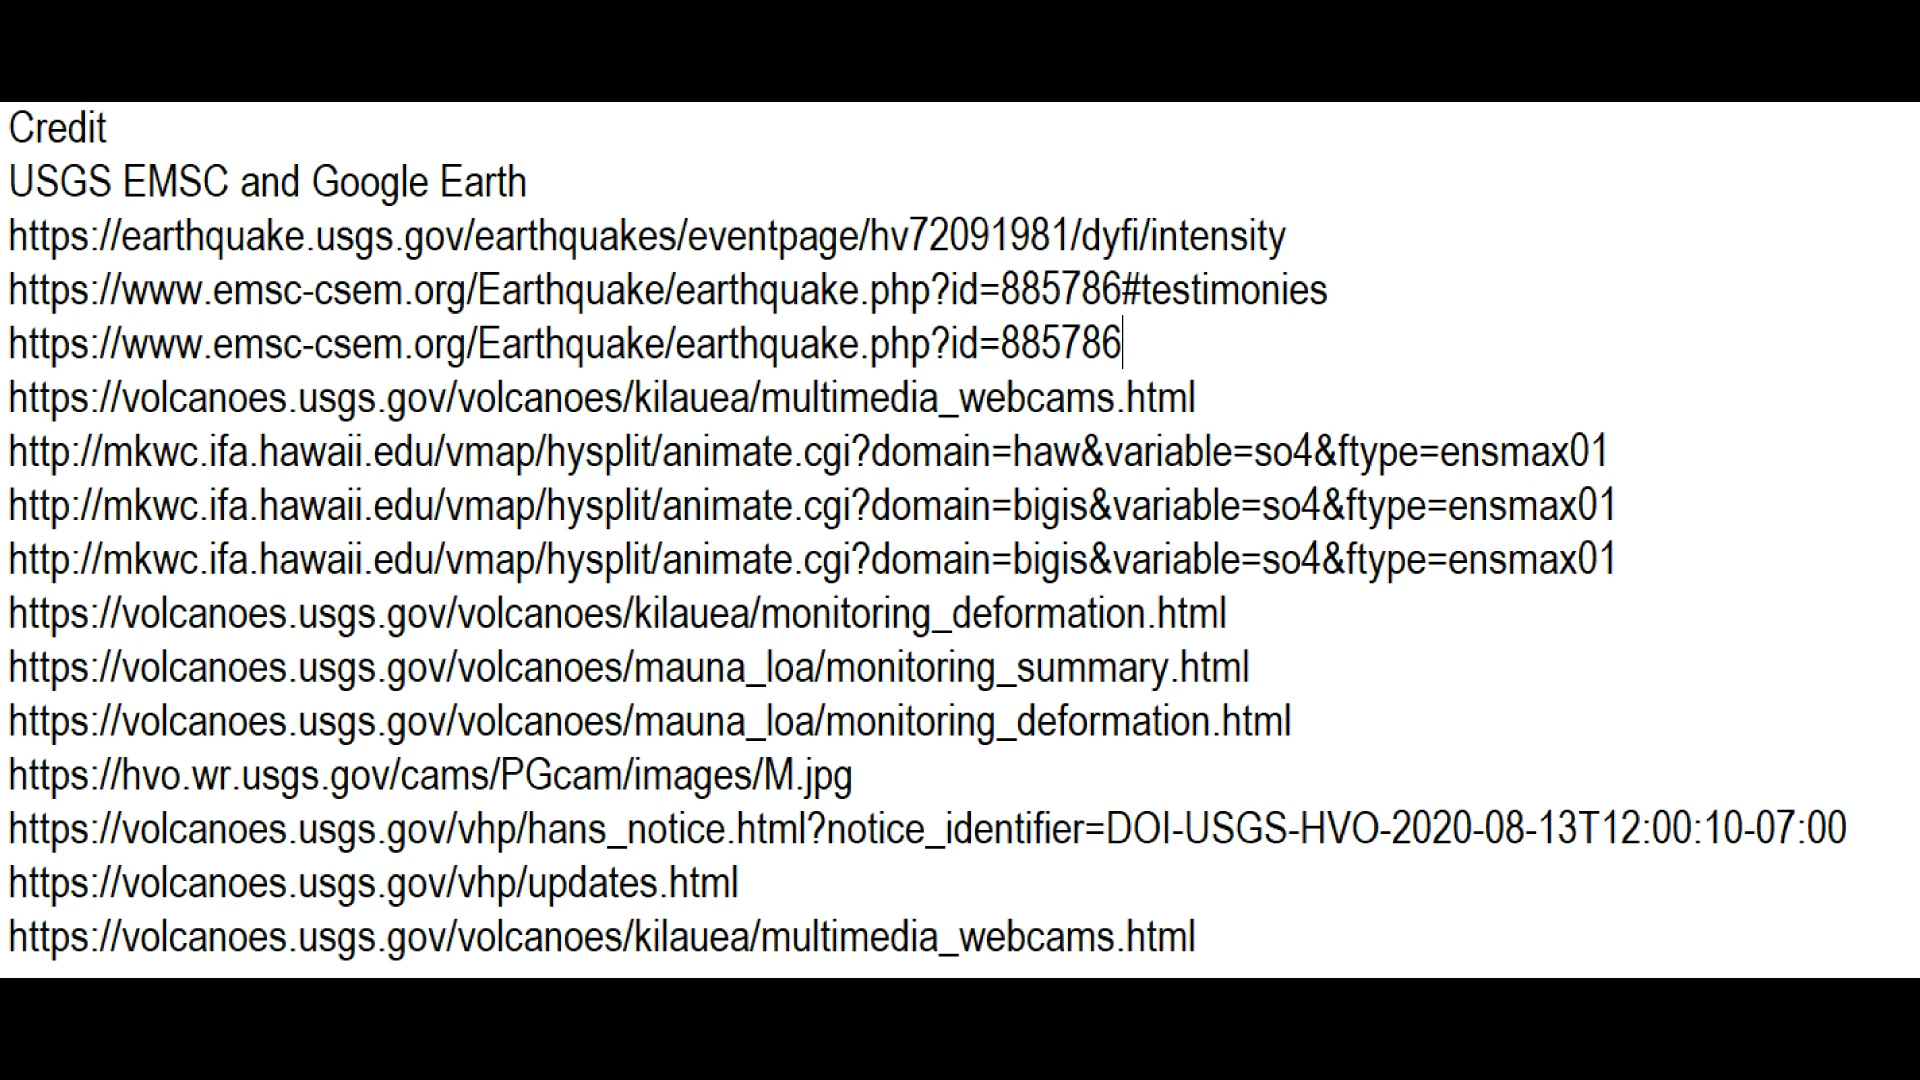 Credit
USGS EMSC and Google Earth
https://earthquake.usgs.gov/earthquakes/eventpage/hv72091981/dyfi/intensity
https://www.emsc-csem.org/Earthquake/earthquake.php?id=885786#testimonies
https://www.emsc-csem.org/Earthquake/earthquake.php?id=885786
https://volcanoes.usgs.gov/volcanoes/kilauea/multimedia_webcams.html
http://mkwc.ifa.hawaii.edu/vmap/hysplit/animate.cgi?domain=haw&variable=so4&ftype=ensmax01
http://mkwc.ifa.hawaii.edu/vmap/hysplit/animate.cgi?domain=bigis&variable=so4&ftype=ensmax01
http://mkwc.ifa.hawaii.edu/vmap/hysplit/animate.cgi?domain=bigis&variable=so4&ftype=ensmax01
https://volcanoes.usgs.gov/volcanoes/kilauea/monitoring_deformation.html
https://volcanoes.usgs.gov/volcanoes/mauna_loa/monitoring_summary.html
https://volcanoes.usgs.gov/volcanoes/mauna_loa/monitoring_deformation.html
https://hvo.wr.usgs.gov/cams/PGcam/images/M.jpg
https://volcanoes.usgs.gov/vhp/hans_notice.html?notice_identifier=DOI-USGS-HVO-2020-08-13T12:00:10-07:00
https://volcanoes.usgs.gov/vhp/updates.html
https://volcanoes.usgs.gov/volcanoes/kilauea/multimedia_webcams.html